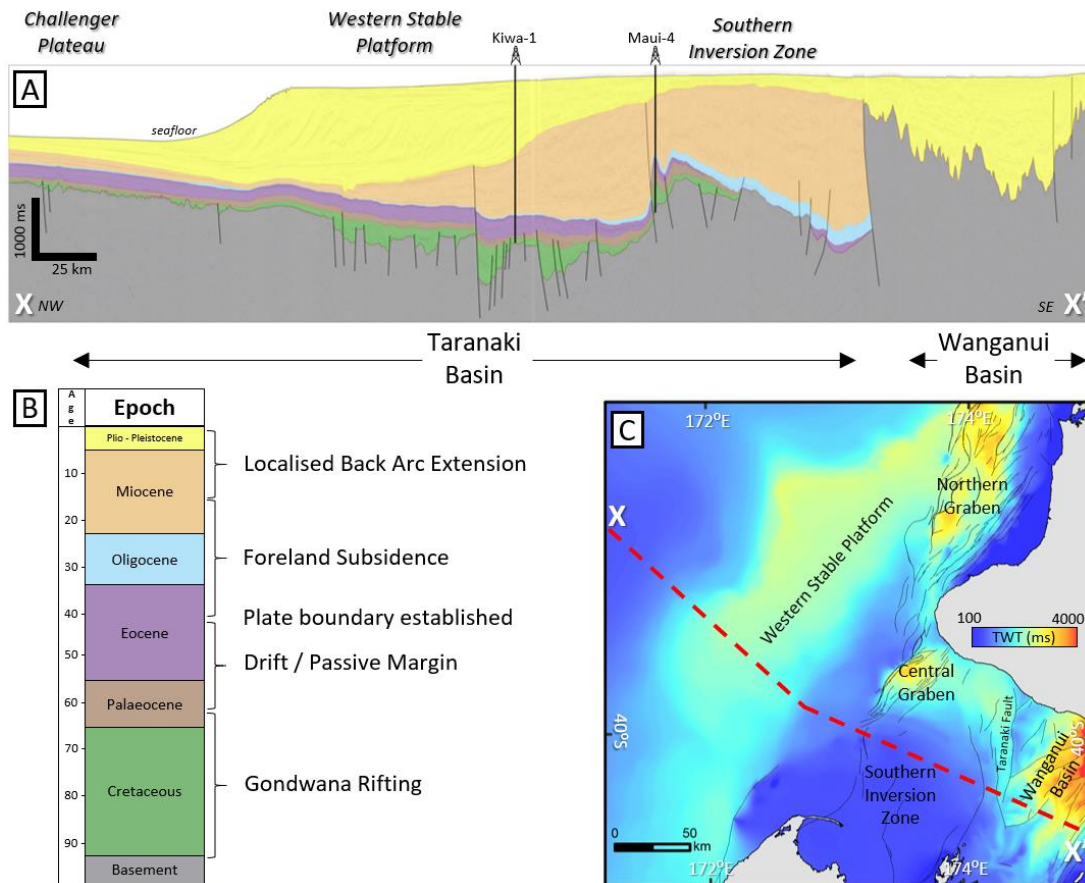 Challenger
Plateau
Western Stable
Platform
Kiwa-1
Maui-4
Southern
Inversion Zone
A
seafloor
1000 ms
25 km
X NW
SE X'
Taranaki
Basin
Wanganui
Basin
B
Age
Epoch
Plio - Pleistocene
10
Miocene
20
Oligocene
30
40
Eocene
50
Palaeocene
60
70
Cretaceous
80
90
Basement
Localised Back Arc Extension
Foreland Subsidence
Plate boundary established
Drift / Passive Margin
Gondwana Rifting
C
172°E
174°E
X
Northern
Graben
Western Stable Platform
100 4000
TWT (ms)
Central
Graben
Taranaki Fault
40°S
40°S
Wanganui
Basin
Southern
Inversion
Zone
0 50
km
172°E
174°E
X'